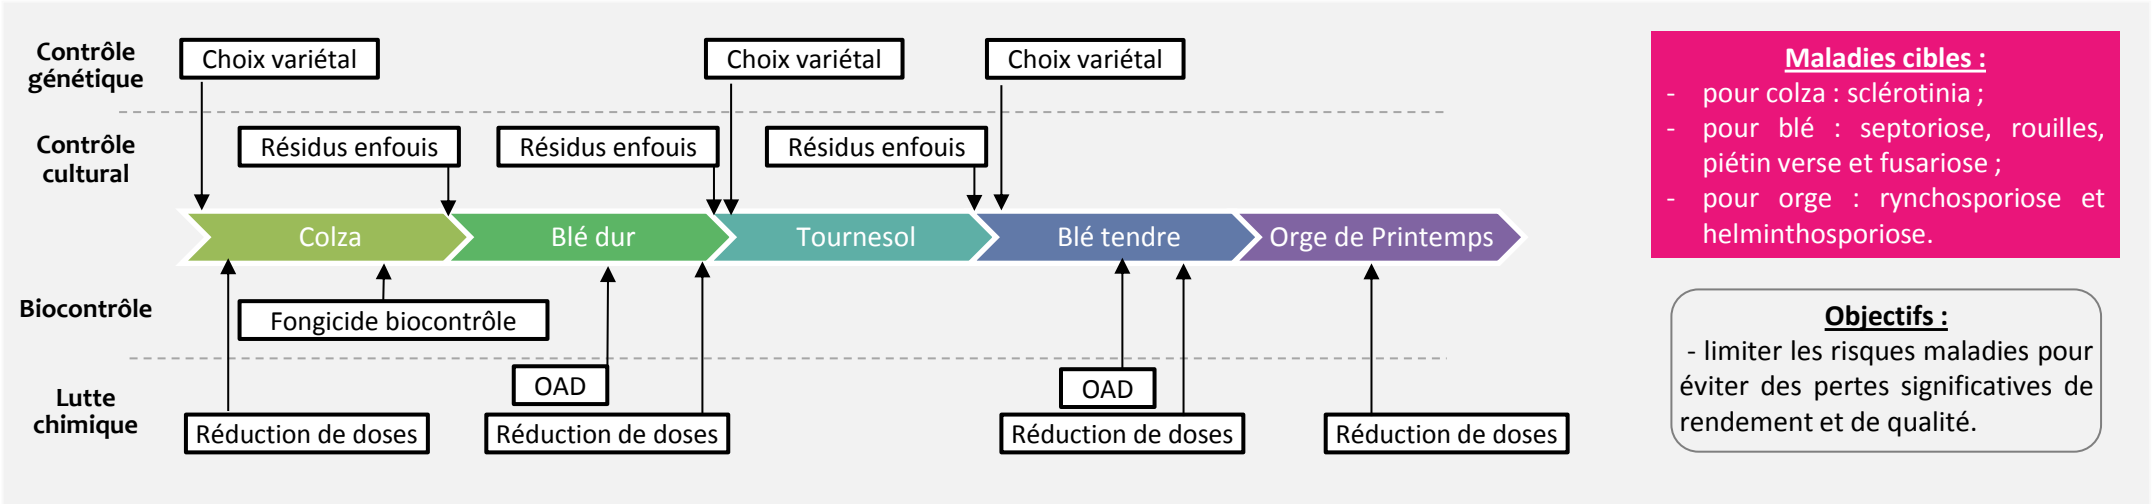 Contrôle
génétique
Choix variétal
Choix variétal
Choix variétal
Contrôle
cultural
Résidus enfouis
Résidus enfouis
Résidus enfouis
Colza
Blé dur
Tournesol
Blé tendre
Orge de Printemps
Biocontrôle
Fongicide biocontrôle
Lutte
chimique
OAD
OAD
Réduction de doses
Réduction de doses
Réduction de doses
Réduction de doses
Maladies cibles :
- pour colza : sclérotinia ;
- pour blé : septoriose, rouilles,
piétin verse et fusariose ;
- pour orge : rynchosporiose et
helminthosporiose.
Objectifs :
- limiter les risques maladies pour
éviter des pertes significatives de
rendement et de qualité.